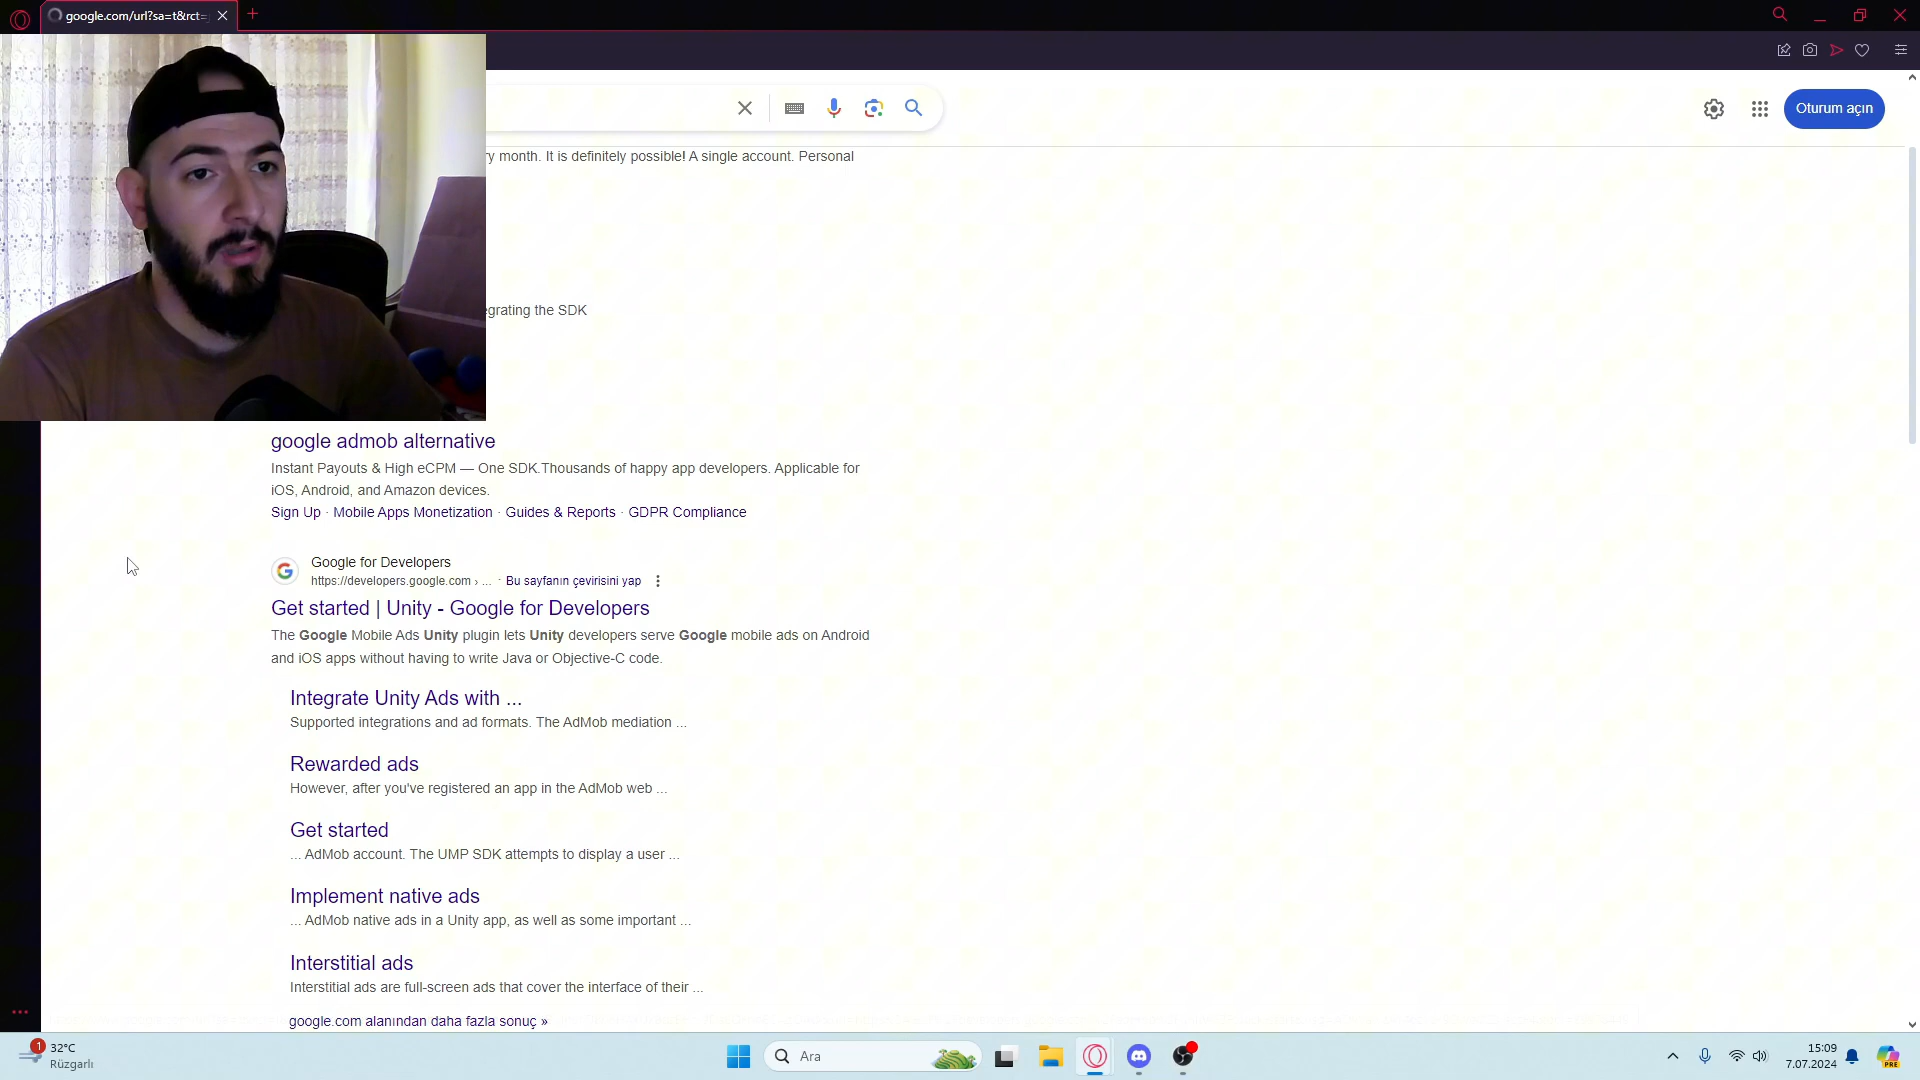 google.com/url?sa=t&rct=
Oturum açın
ry month. It is definitely possible! A single account. Personal
egrating the SDK
google admob alternative
Instant Payouts & High eCPM — One SDK.Thousands of happy app developers. Applicable for
iOS, Android, and Amazon devices.
Sign Up · Mobile Apps Monetization · Guides & Reports · GDPR Compliance
Google for Developers
https://developers.google.com › ... · Bu sayfanın çevirisini yap
Get started | Unity - Google for Developers
The Google Mobile Ads Unity plugin lets Unity developers serve Google mobile ads on Android
and iOS apps without having to write Java or Objective-C code.
Integrate Unity Ads with ...
Supported integrations and ad formats. The AdMob mediation ...
Rewarded ads
However, after you've registered an app in the AdMob web ...
Get started
... AdMob account. The UMP SDK attempts to display a user ...
Implement native ads
... AdMob native ads in a Unity app, as well as some important ...
Interstitial ads
Interstitial ads are full-screen ads that cover the interface of their ...
google.com alanından daha fazla sonuç »
1
32°C
Rüzgarlı
Ara
15:09
7.07.2024
PRE